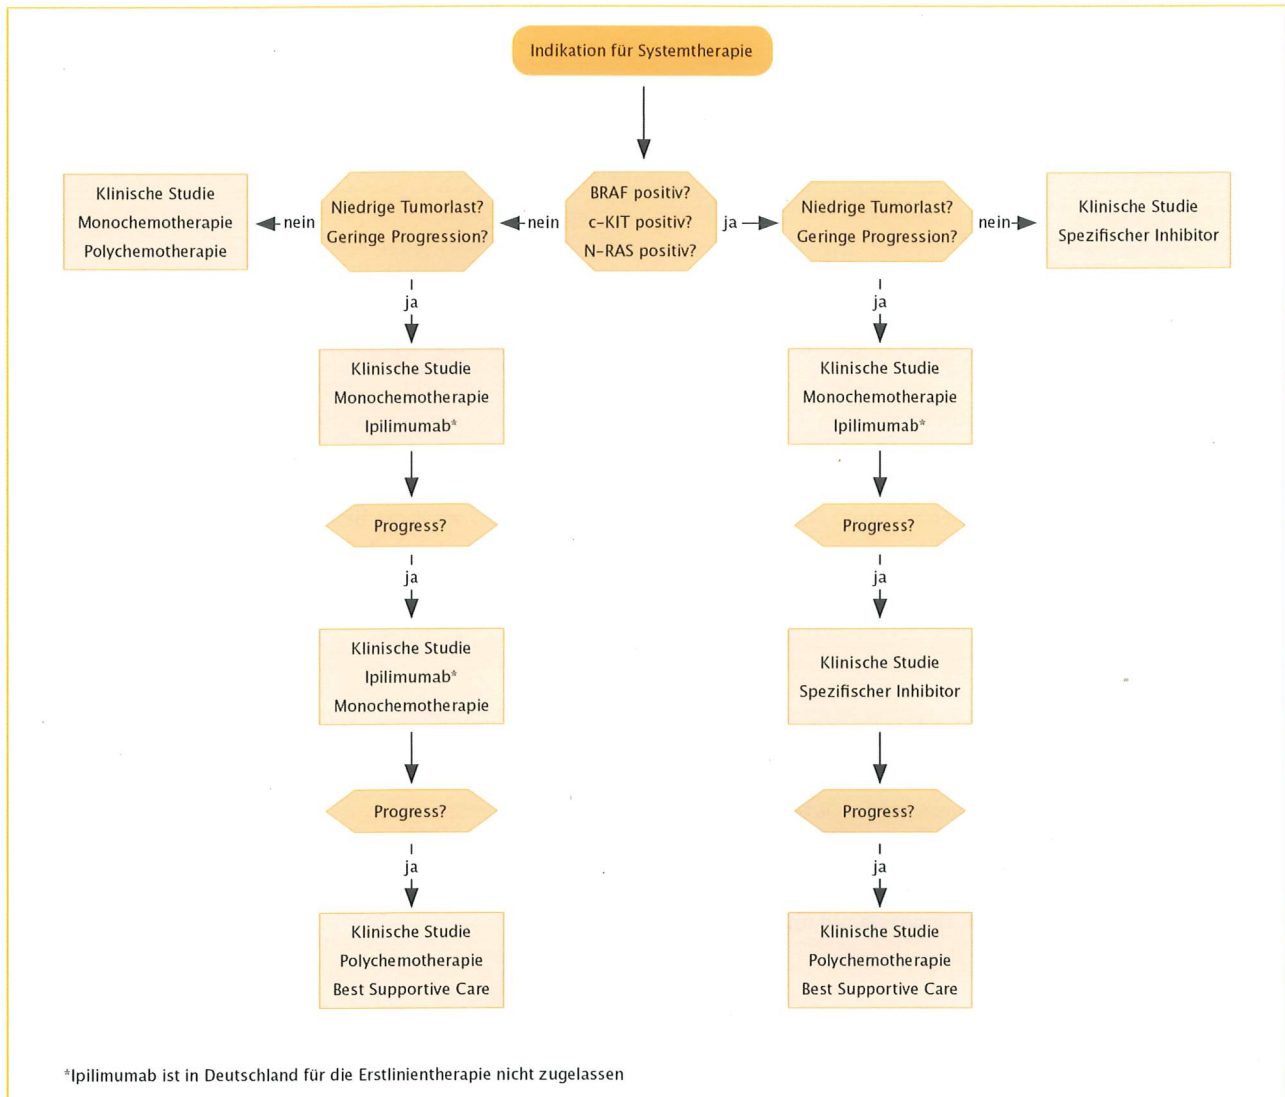 Indikation für Systemtherapie
Klinische Studie
Monochemotherapie
Polychemotherapie
nein
Niedrige Tumorlast?
Geringe Progression?
nein
BRAF positiv?
c-KIT positiv?
N-RAS positiv?
ja
Niedrige Tumorlast?
Geringe Progression?
nein
Klinische Studie
Spezifischer Inhibitor
ja
Klinische Studie
Monochemotherapie
Ipilimumab*
Progress?
ja
Klinische Studie
Ipilimumab*
Monochemotherapie
Progress?
ja
Klinische Studie
Polychemotherapie
Best Supportive Care
ja
Klinische Studie
Monochemotherapie
Ipilimumab*
Progress?
ja
Klinische Studie
Spezifischer Inhibitor
Progress?
ja
Klinische Studie
Polychemotherapie
Best Supportive Care
*Ipilimumab ist in Deutschland für die Erstlinientherapie nicht zugelassen